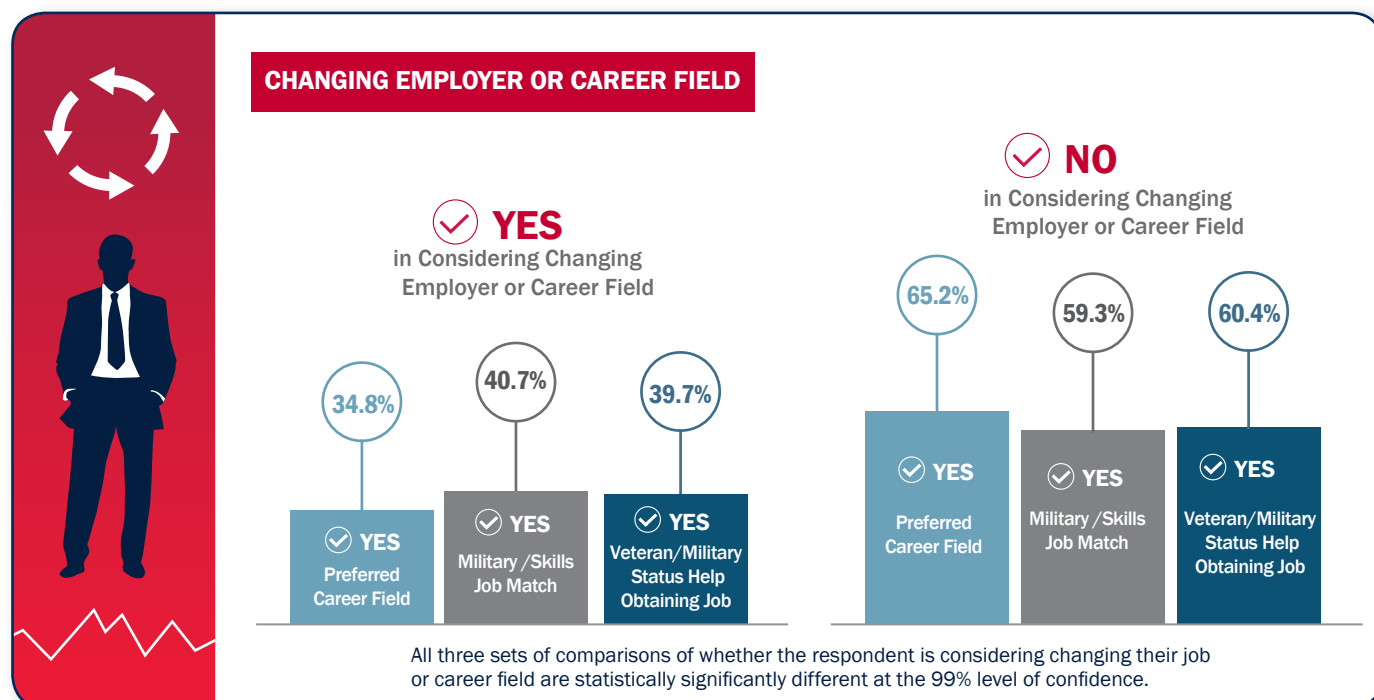 CHANGING EMPLOYER OR CAREER FIELD
YES
in Considering Changing
Employer or Career Field
34.8%
40.7%
39.7%
YES
Preferred
Career Field
YES
Military /Skills
Job Match
YES
Veteran/Military
Status Help
Obtaining Job
NO
in Considering Changing
Employer or Career Field
65.2%
59.3%
60.4%
YES
Preferred
Career Field
YES
Military /Skills
Job Match
YES
Veteran/Military
Status Help
Obtaining Job
All three sets of comparisons of whether the respondent is considering changing their job
or career field are statistically significantly different at the 99% level of confidence.